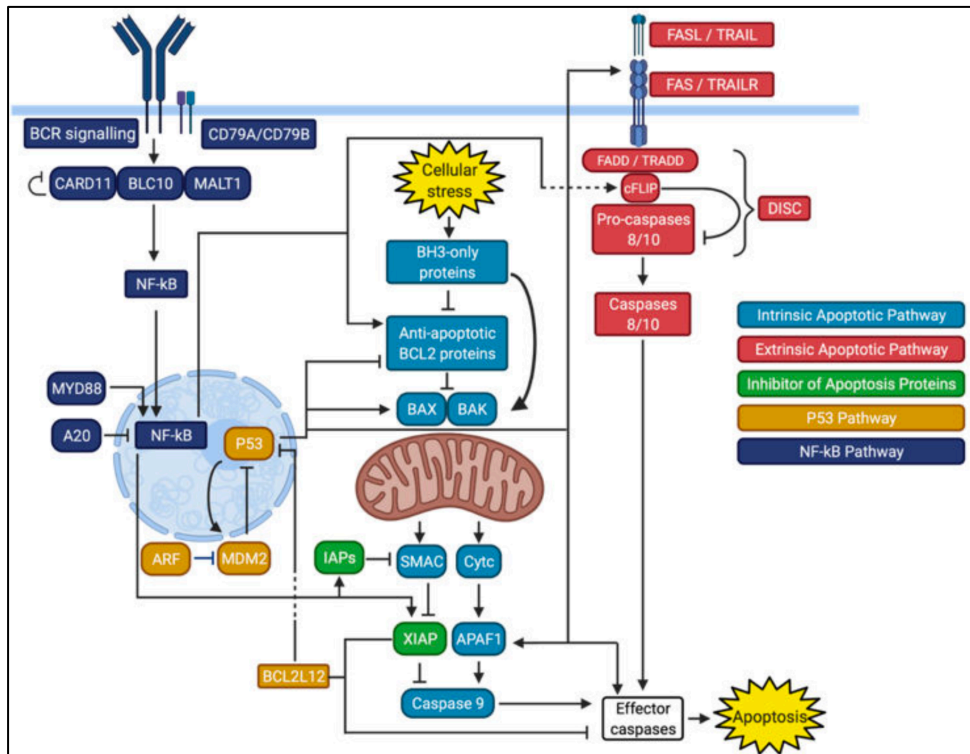 FASL / TRAIL
FAS / TRAILR
BCR signalling
CD79A/CD79B
CARD11
BLC10
MALT1
Cellular
stress
FADD / TRADD
cFLIP
Pro-caspases
8/10
DISC
BH3-only
proteins
NF-kB
Caspases
8/10
Anti-apoptotic
BCL2 proteins
Intrinsic Apoptotic Pathway
Extrinsic Apoptotic Pathway
Inhibitor of Apoptosis Proteins
P53 Pathway
NF-kB Pathway
MYD88
A20
NF-kB
P53
BAX
BAK
ARF
MDM2
IAPs
SMAC
Cytc
XIAP
APAF1
BCL2L12
Caspase 9
Effector
caspases
Apoptosis